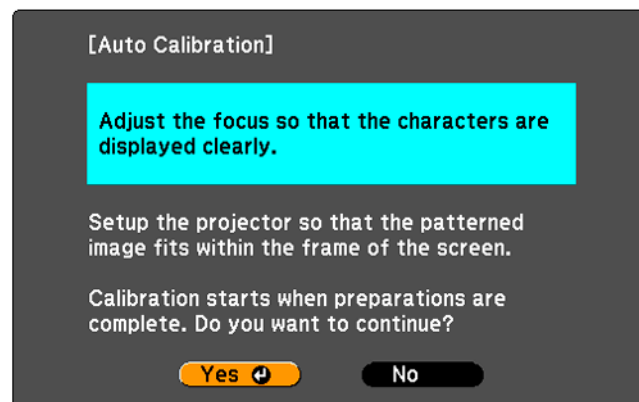 [Auto Calibration]
Adjust the focus so that the characters are
displayed clearly.
Setup the projector so that the patterned
image fits within the frame of the screen.
Calibration starts when preparations are
complete. Do you want to continue?
Yes No